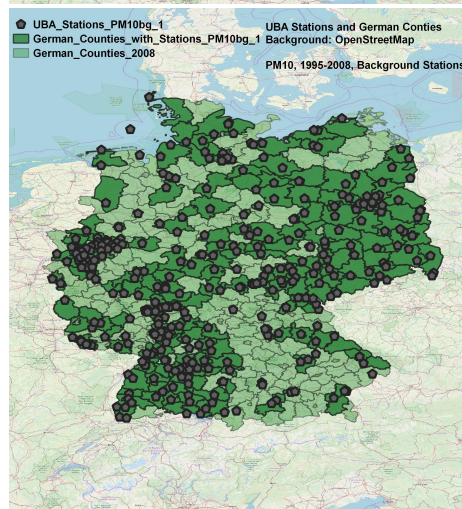 UBA_Stations_PM10bg_1
German_Counties_with_Stations_PM10bg_1
German_Counties_2008
UBA Stations and German Conties
Background: OpenStreetMap
PM10, 1995-2008, Background Stations